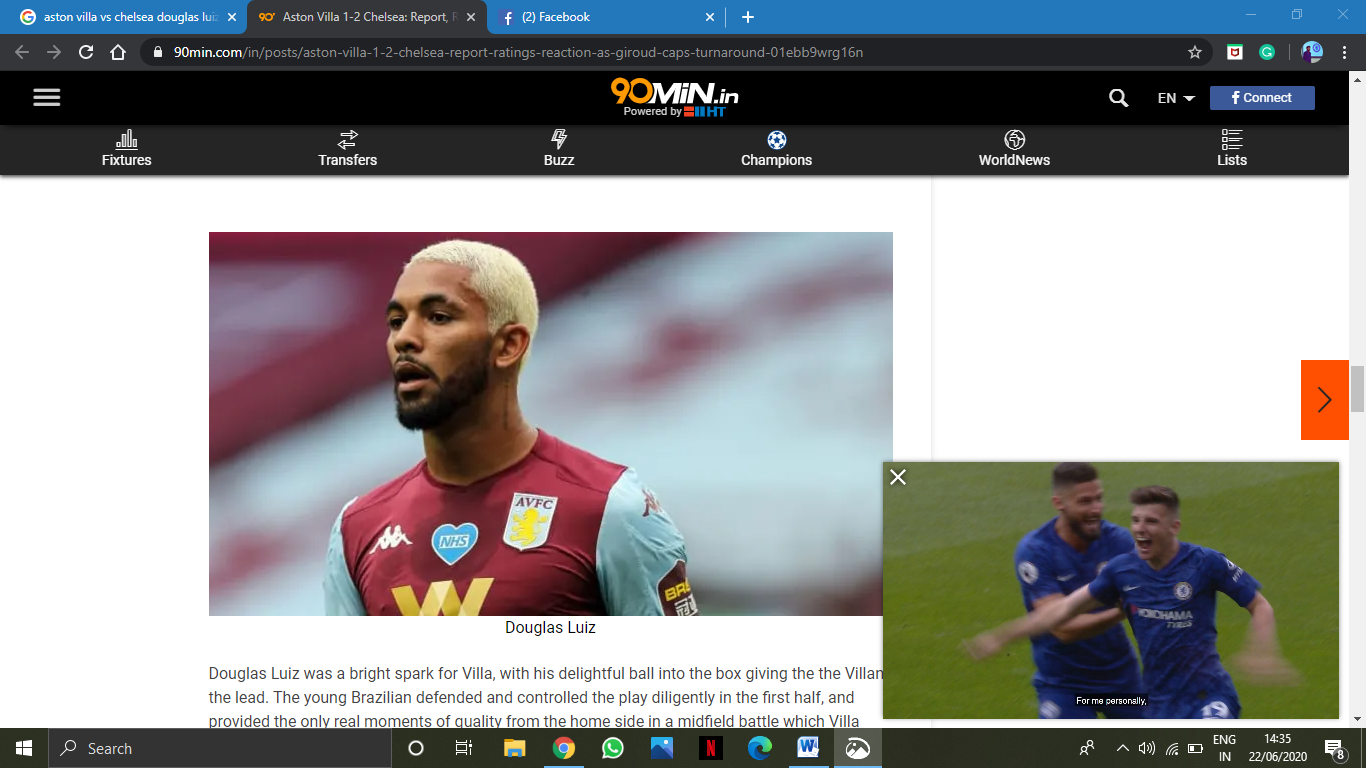 aston villa vs chelsea douglas lui
Aston Villa 1-2 Chelsea: Report, R
(2) Facebook
90min.com/in/posts/aston-villa-1-2-chelsea-report-ratings-reaction-as-giroud-caps-turnaround-01ebb9wrg16n
90MiN.in
Powered by HT
EN
f Connect
Fixtures
Transfers
Buzz
Champions
WorldNews
Lists
AVFC
NHS
Douglas Luiz
Douglas Luiz was a bright spark for Villa, with his delightful ball into the box giving the the Villan
the lead. The young Brazilian defended and controlled the play diligently in the first half, and
provided the only real moments of quality from the home side in a midfield battle which Villa
YOKOHAMA
TYRES
19
For me personally,
Search
ENG
IN
14:35
22/06/2020
8